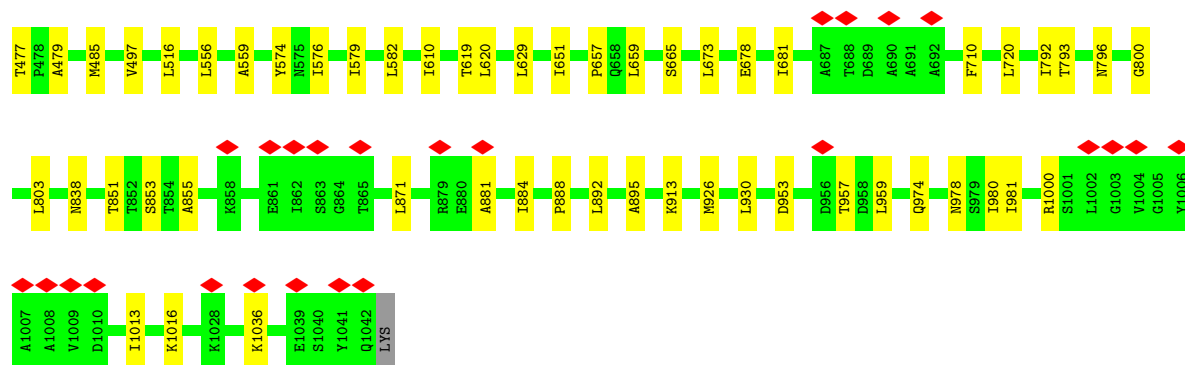 T477 P478 A479 M485 V497 L516 L556 A559 Y574 N575 I576 I579 L582 I610 T619 L620 L629 I651 P657 Q658 L659 S665 L673 E678 I681 A687 T688 D689 A690 A691 A692 F710 L720 I792 T793 N796 G800
L803 N838 T851 T852 S853 T854 A855 K858 E861 I862 S863 G864 T865 L871 R879 E880 A881 I884 P888 L892 A895 K913 M926 L930 D953 D956 T957 D958 L959 Q974 N978 S979 I980 I981 R1000 S1001 L1002 G1003 V1004 G1005 Y1006
A1007 A1008 V1009 D1010 I1013 K1016 K1028 K1036 E1039 S1040 Y1041 Q1042 LYS